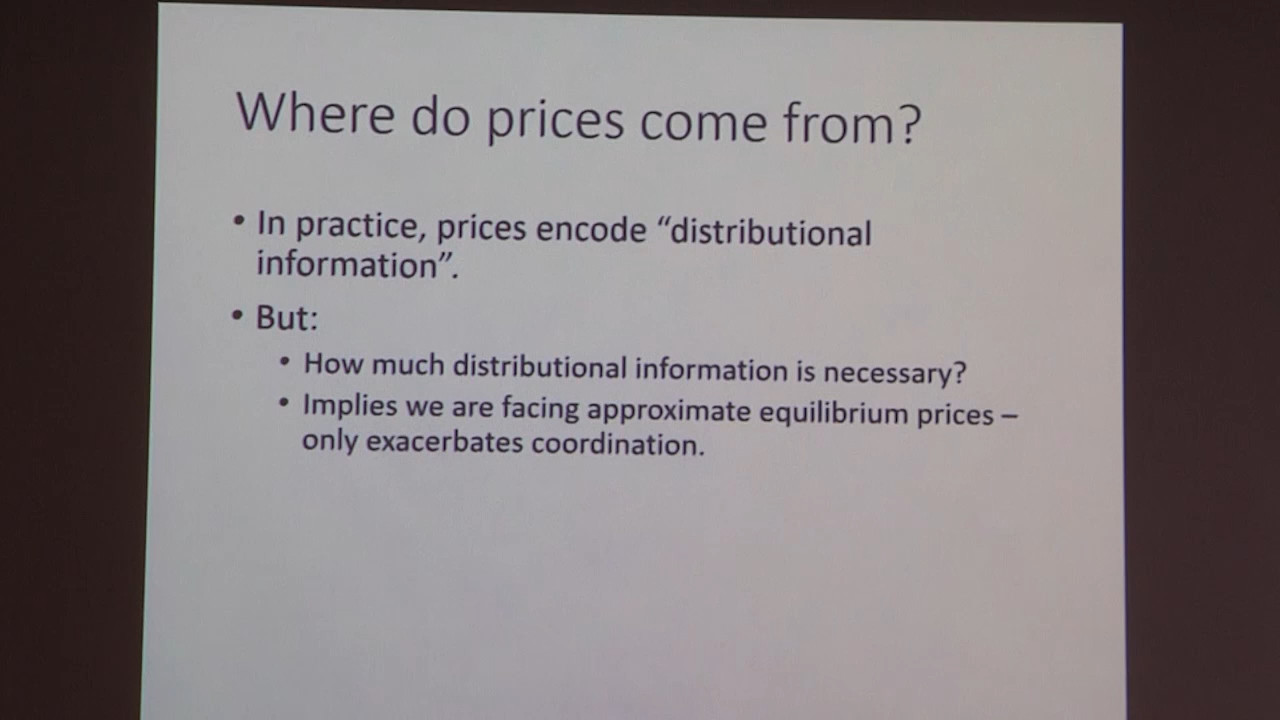 Where do prices come from?
• In practice, prices encode “distributional
information”.
• But:
• How much distributional information is necessary?
• Implies we are facing approximate equilibrium prices –
only exacerbates coordination.